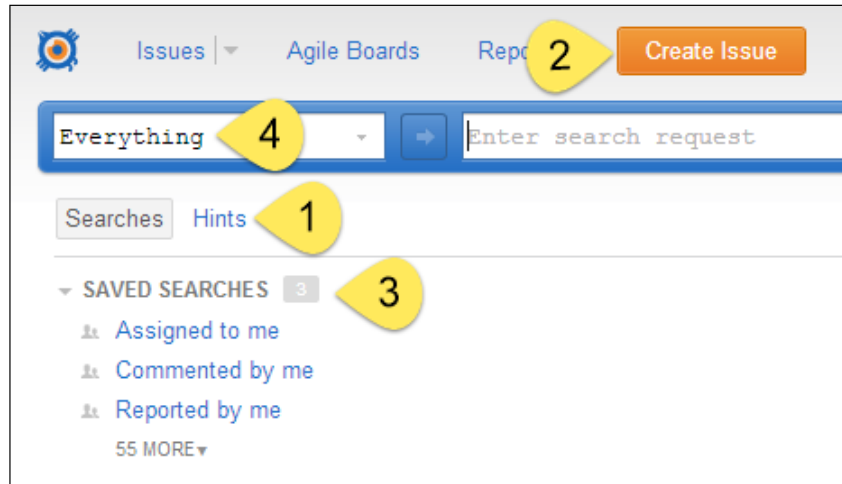 Issues Agile Boards Repo 2 Create Issue
Everything 4 Enter search request
Searches Hints 1
SAVED SEARCHES 3 3
Assigned to me
Commented by me
Reported by me
55 MORE